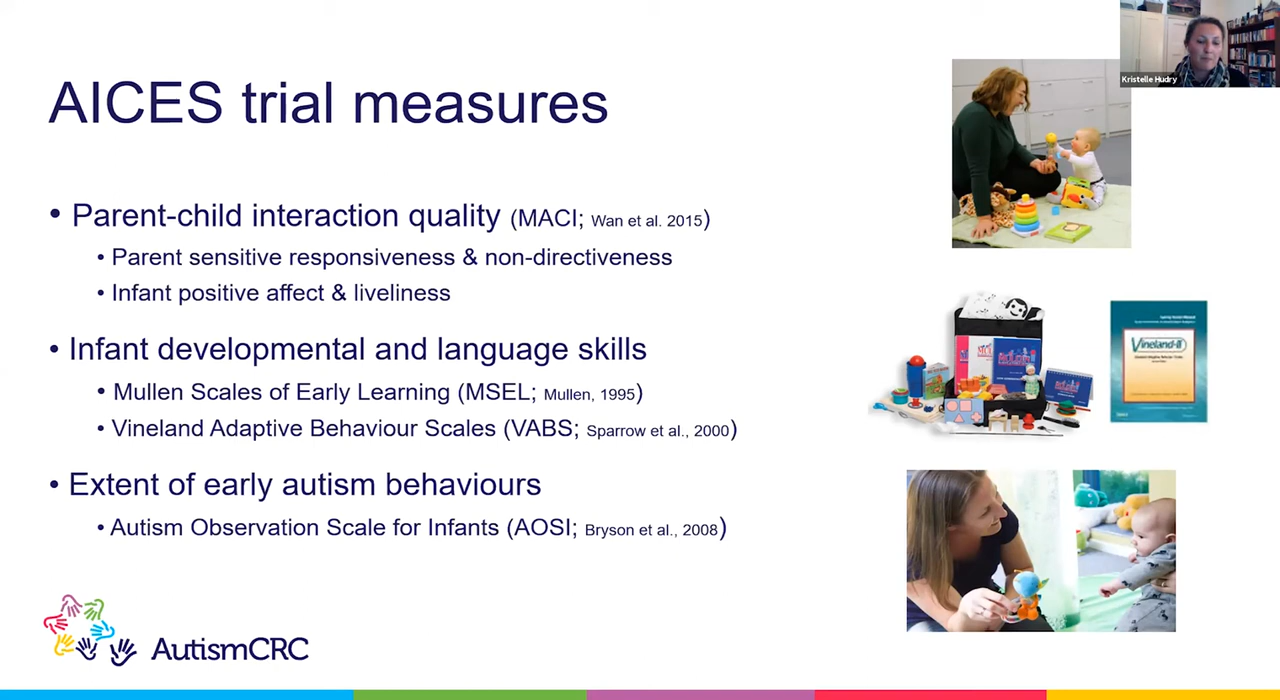 Kristelle Hudry
AICES trial measures
• Parent-child interaction quality (MACI; Wan et al. 2015)
• Parent sensitive responsiveness & non-directiveness
• Infant positive affect & liveliness
• Infant developmental and language skills
• Mullen Scales of Early Learning (MSEL; Mullen, 1995)
• Vineland Adaptive Behaviour Scales (VABS; Sparrow et al., 2000)
• Extent of early autism behaviours
• Autism Observation Scale for Infants (AOSI; Bryson et al., 2008)
Vineland-II
AutismCRC